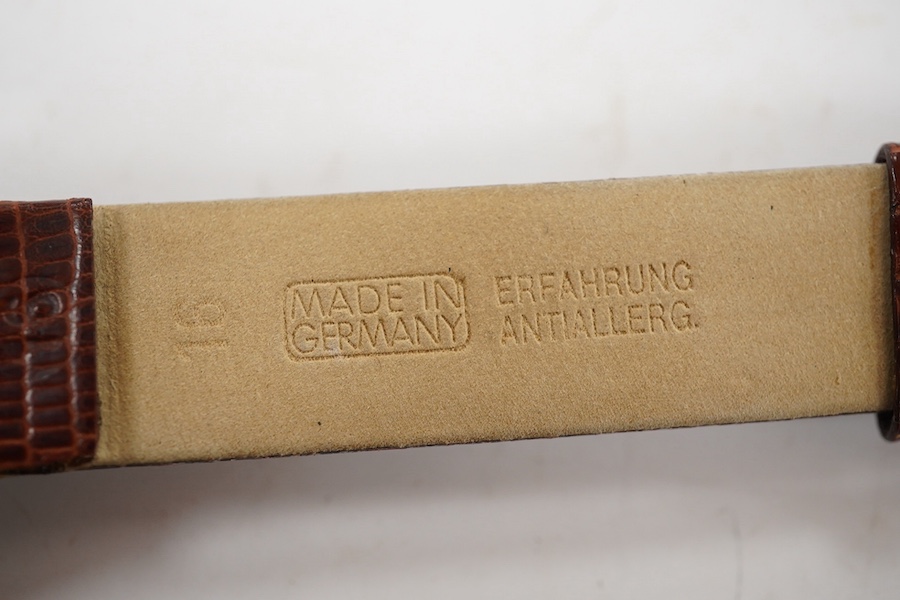 16
MADE IN
GERMANY
ERFAHRUNG
ANTIALLERG.